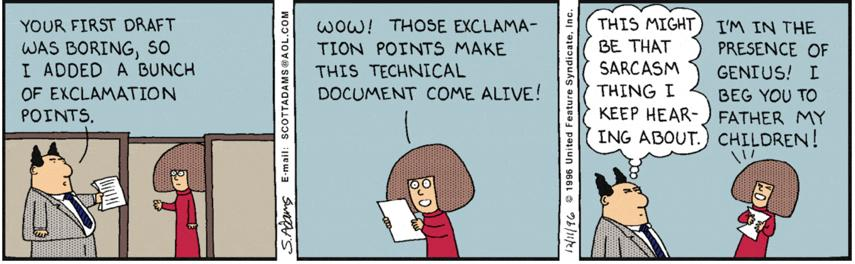 YOUR FIRST DRAFT
WAS BORING, SO
I ADDED A BUNCH
OF EXCLAMATION
POINTS.
S.Adams E-mail: SCOTTADAMS@AOL.COM
WOW! THOSE EXCLAMA-
TION POINTS MAKE
THIS TECHNICAL
DOCUMENT COME ALIVE!
12/11/96 © 1996 United Feature Syndicate, Inc.
THIS MIGHT
BE THAT
SARCASM
THING I
KEEP HEAR-
ING ABOUT.
I'M IN THE
PRESENCE OF
GENIUS! I
BEG YOU TO
FATHER MY
CHILDREN!